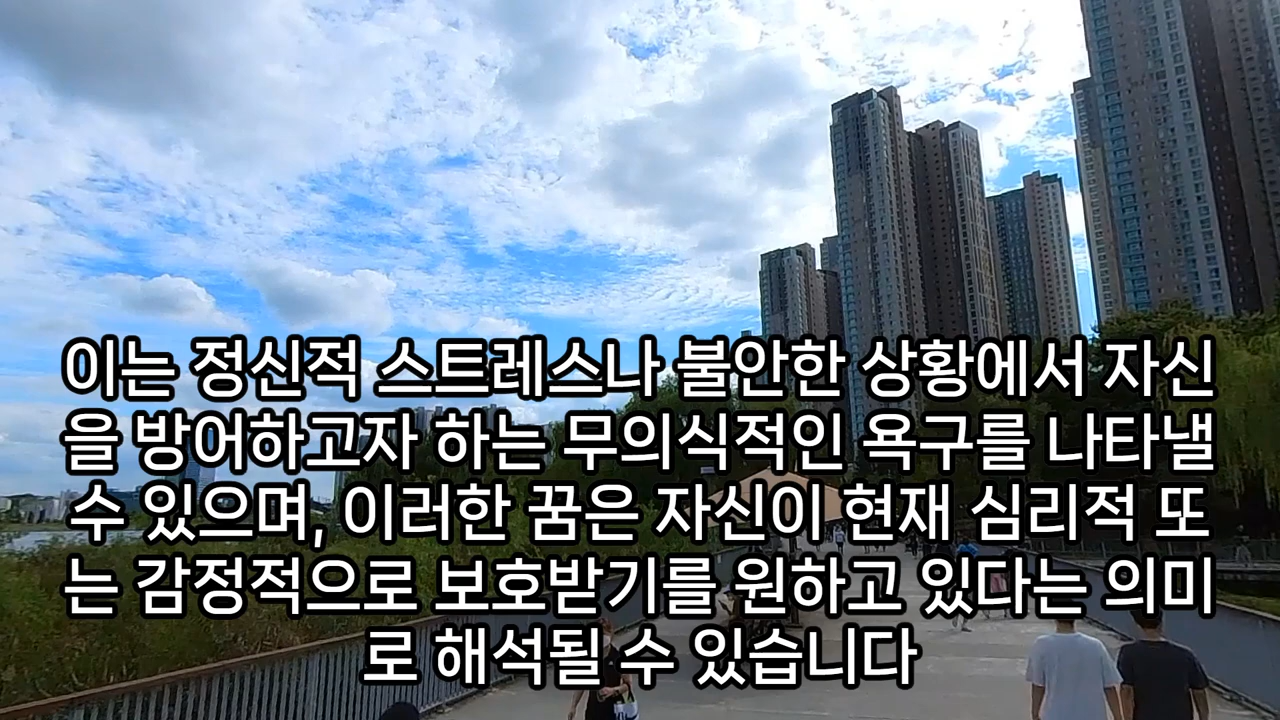 이는 정신적 스트레스나 불안한 상황에서 자신
을 방어하고자 하는 무의식적인 욕구를 나타낼
수 있으며, 이러한 꿈은 자신이 현재 심리적 또
는 감정적으로 보호받기를 원하고 있다는 의미
로 해석될 수 있습니다